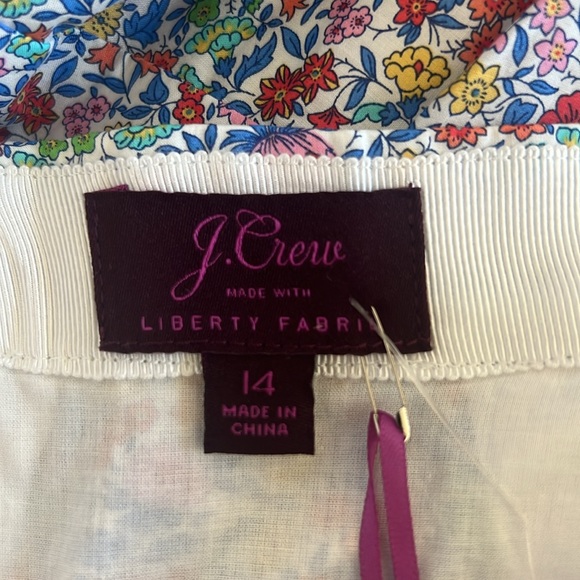 J.Crew
MADE WITH
LIBERTY FABRIC
14
MADE IN
CHINA